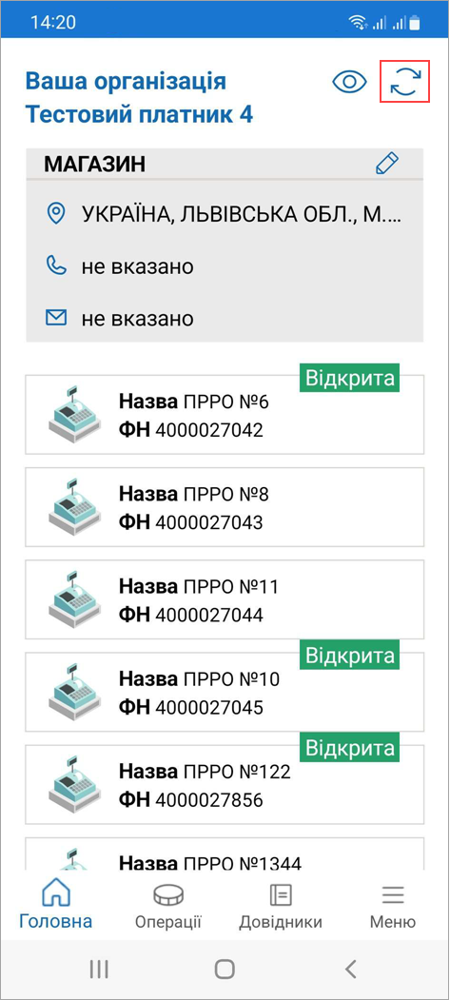 14:20
Ваша організація
Тестовий платник 4
МАГАЗИН
УКРАЇНА, ЛЬВІВСЬКА ОБЛ., М....
не вказано
не вказано
Відкрита
Назва ПРРО №6
ФН 4000027042
Назва ПРРО №8
ФН 4000027043
Назва ПРРО №11
ФН 4000027044
Відкрита
Назва ПРРО №10
ФН 4000027045
Відкрита
Назва ПРРО №122
ФН 4000027856
Назва ПРРО №1344
Головна
Операції
Довідники
Меню